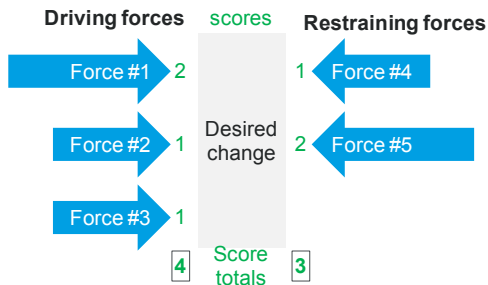 Driving forces
scores
Restraining forces
Force #1
2
1
Force #4
Desired
change
Force #2
1
2
Force #5
Force #3
1
4
Score
totals
3